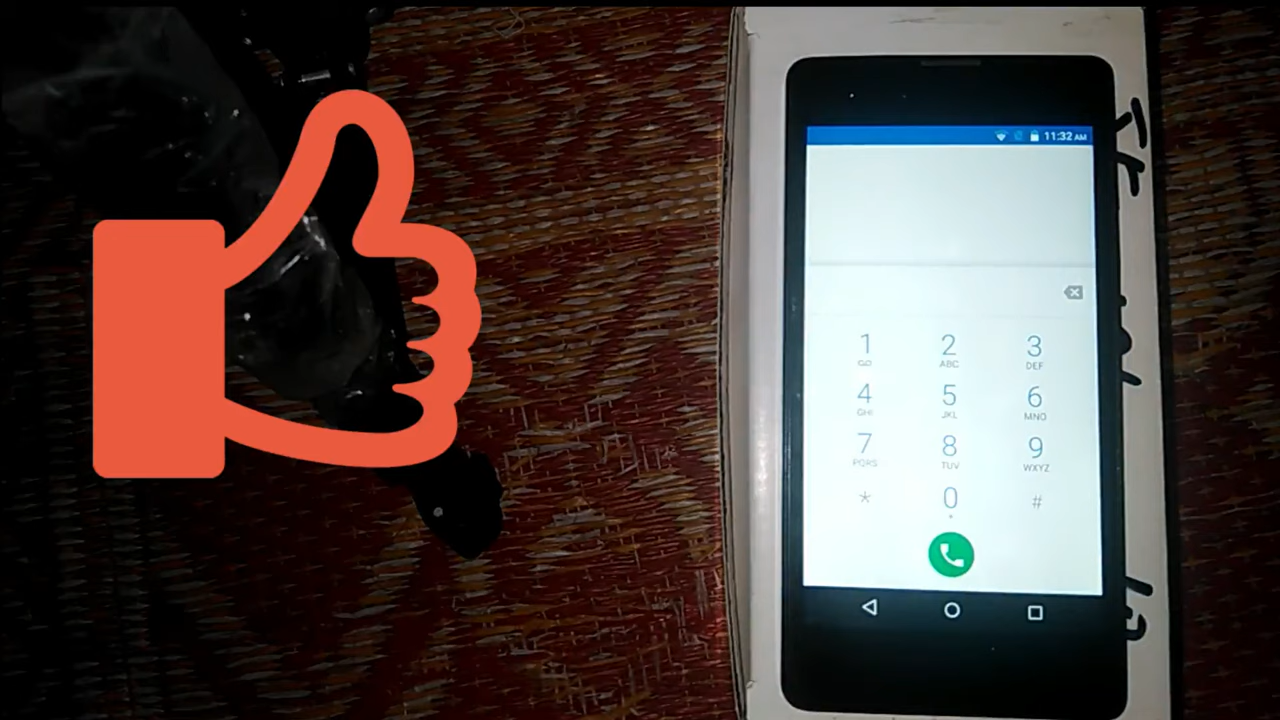 11:32 AM
1 2 3
ABC DEF
4 5 6
GHI JKL MNO
7 8 9
PQRS TUV WXYZ
* 0 #
+